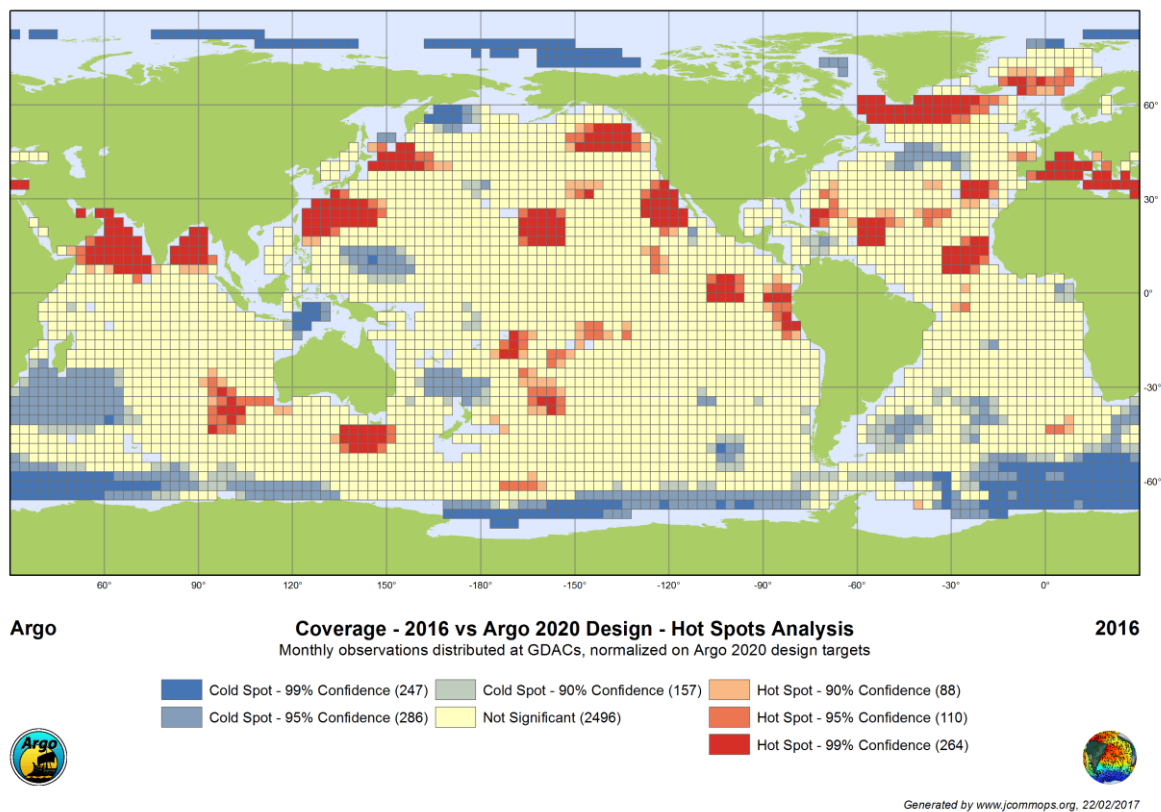 60°
30°
0°
-30°
-60°
60° 90° 120° 150° -180° -150° -120° -90° -60° -30° 0°
Argo Coverage - 2016 vs Argo 2020 Design - Hot Spots Analysis 2016
Monthly observations distributed at GDACs, normalized on Argo 2020 design targets
Cold Spot - 99% Confidence (247) Cold Spot - 90% Confidence (157) Hot Spot - 90% Confidence (88)
Cold Spot - 95% Confidence (286) Not Significant (2496) Hot Spot - 95% Confidence (110)
Hot Spot - 99% Confidence (264)
Argo
Generated by www.jcommops.org, 22/02/2017